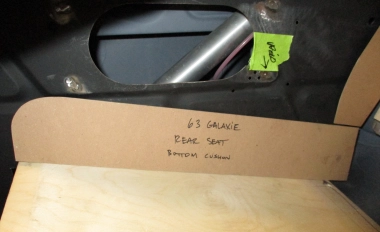 63 GALAXIE
REAR SEAT
BOTTOM CUSHION